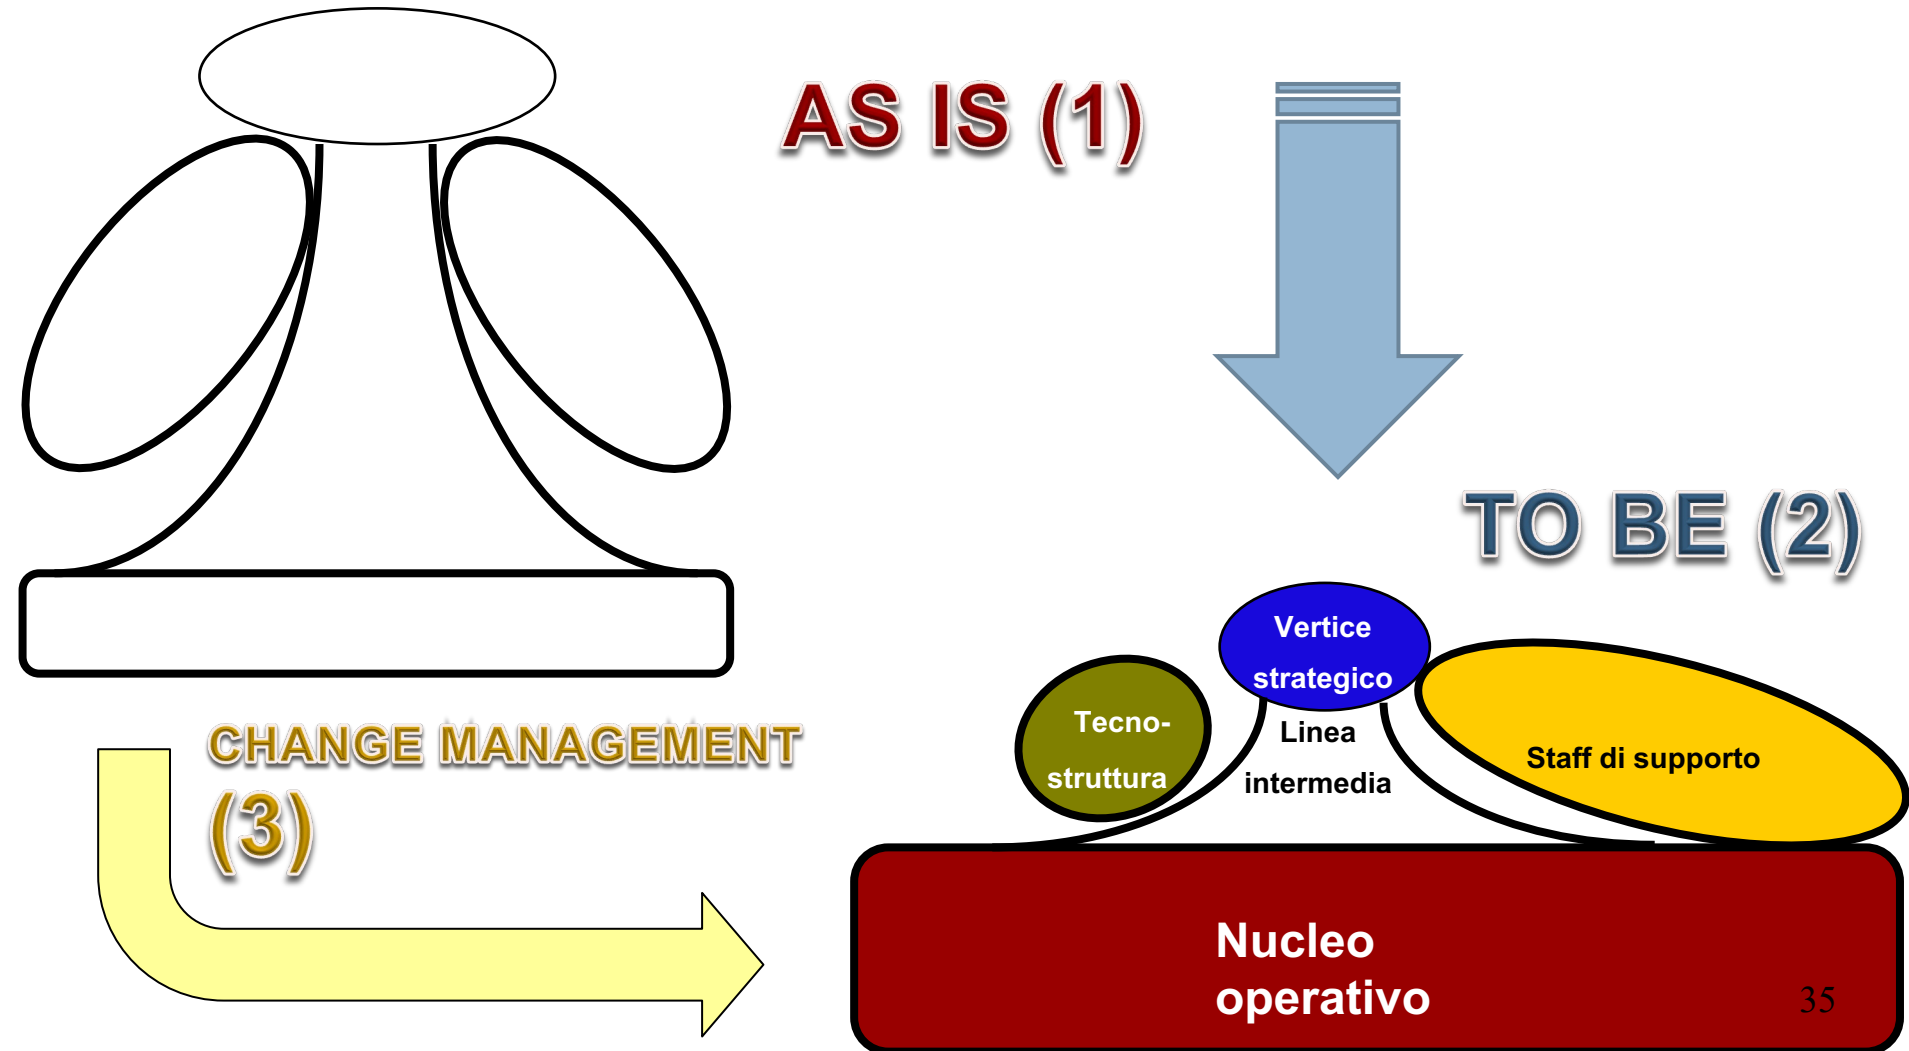 AS IS (1)
TO BE (2)
CHANGE MANAGEMENT
(3)
Vertice
strategico
Tecno-
struttura
Linea
intermedia
Staff di supporto
Nucleo
operativo
35